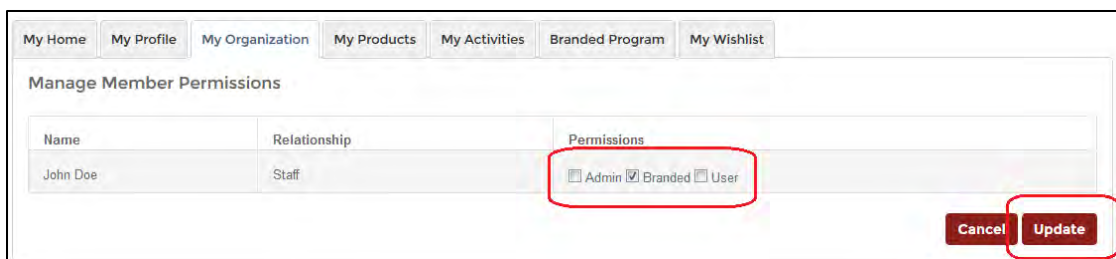 My Home My Profile My Organization My Products My Activities Branded Program My Wishlist
Manage Member Permissions
Name Relationship Permissions
John Doe Staff Admin Branded User
Cancel Update